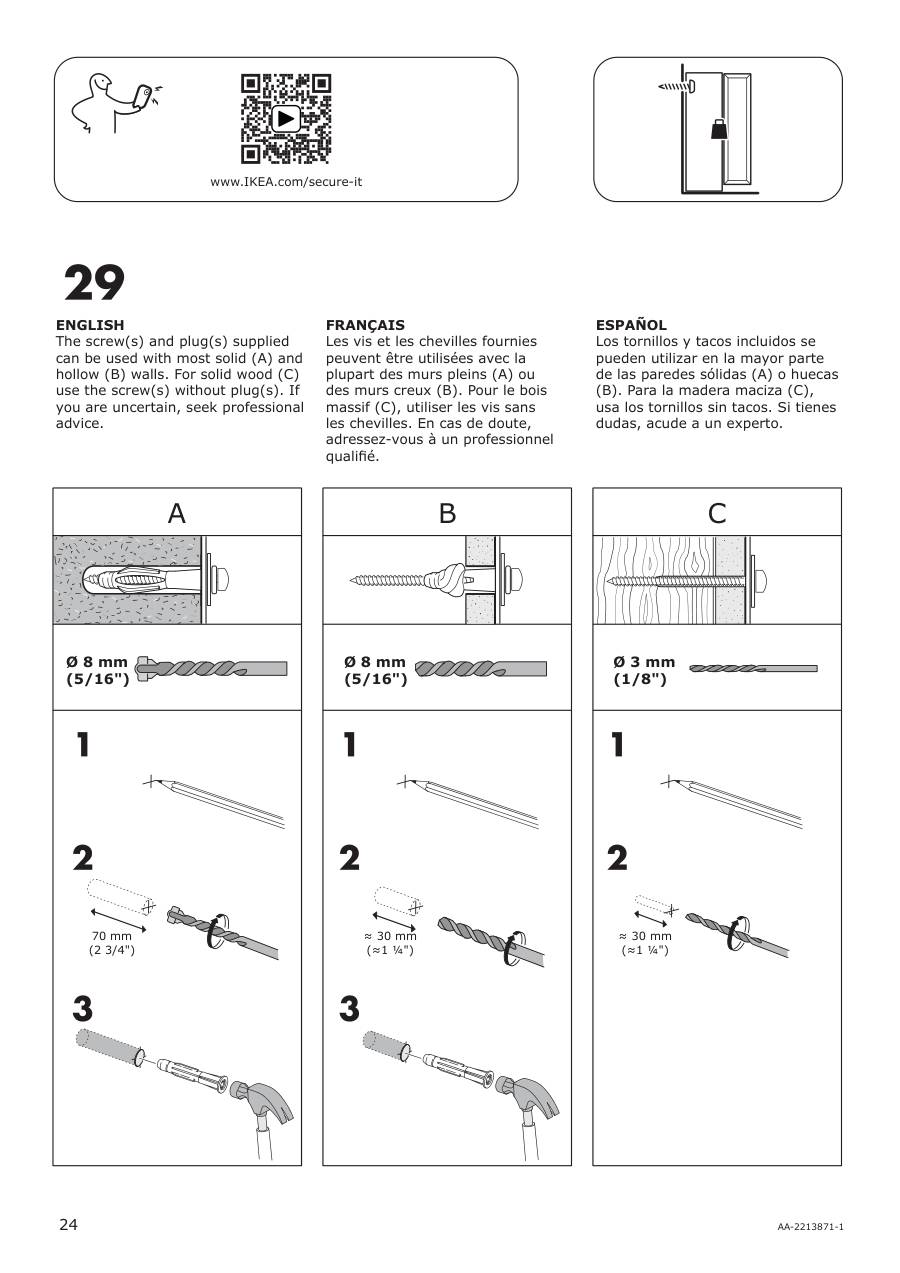 www.IKEA.com/secure-it
29
ENGLISH
The screw(s) and plug(s) supplied
can be used with most solid (A) and
hollow (B) walls. For solid wood (C)
use the screw(s) without plug(s). If
you are uncertain, seek professional
advice.
FRANÇAIS
Les vis et les chevilles fournies
peuvent être utilisées avec la
plupart des murs pleins (A) ou
des murs creux (B). Pour le bois
massif (C), utiliser les vis sans
les chevilles. En cas de doute,
adressez-vous à un professionnel
qualifié.
ESPAÑOL
Los tornillos y tacos incluidos se
pueden utilizar en la mayor parte
de las paredes sólidas (A) o huecas
(B). Para la madera maciza (C),
usa los tornillos sin tacos. Si tienes
dudas, acude a un experto.
A
Ø 8 mm
(5/16")
1
2
70 mm
(2 3/4")
3
B
Ø 8 mm
(5/16")
1
2
≈ 30 mm
(≈1 ¼")
3
C
Ø 3 mm
(1/8")
1
2
≈ 30 mm
(≈1 ¼")
24
AA-2213871-1